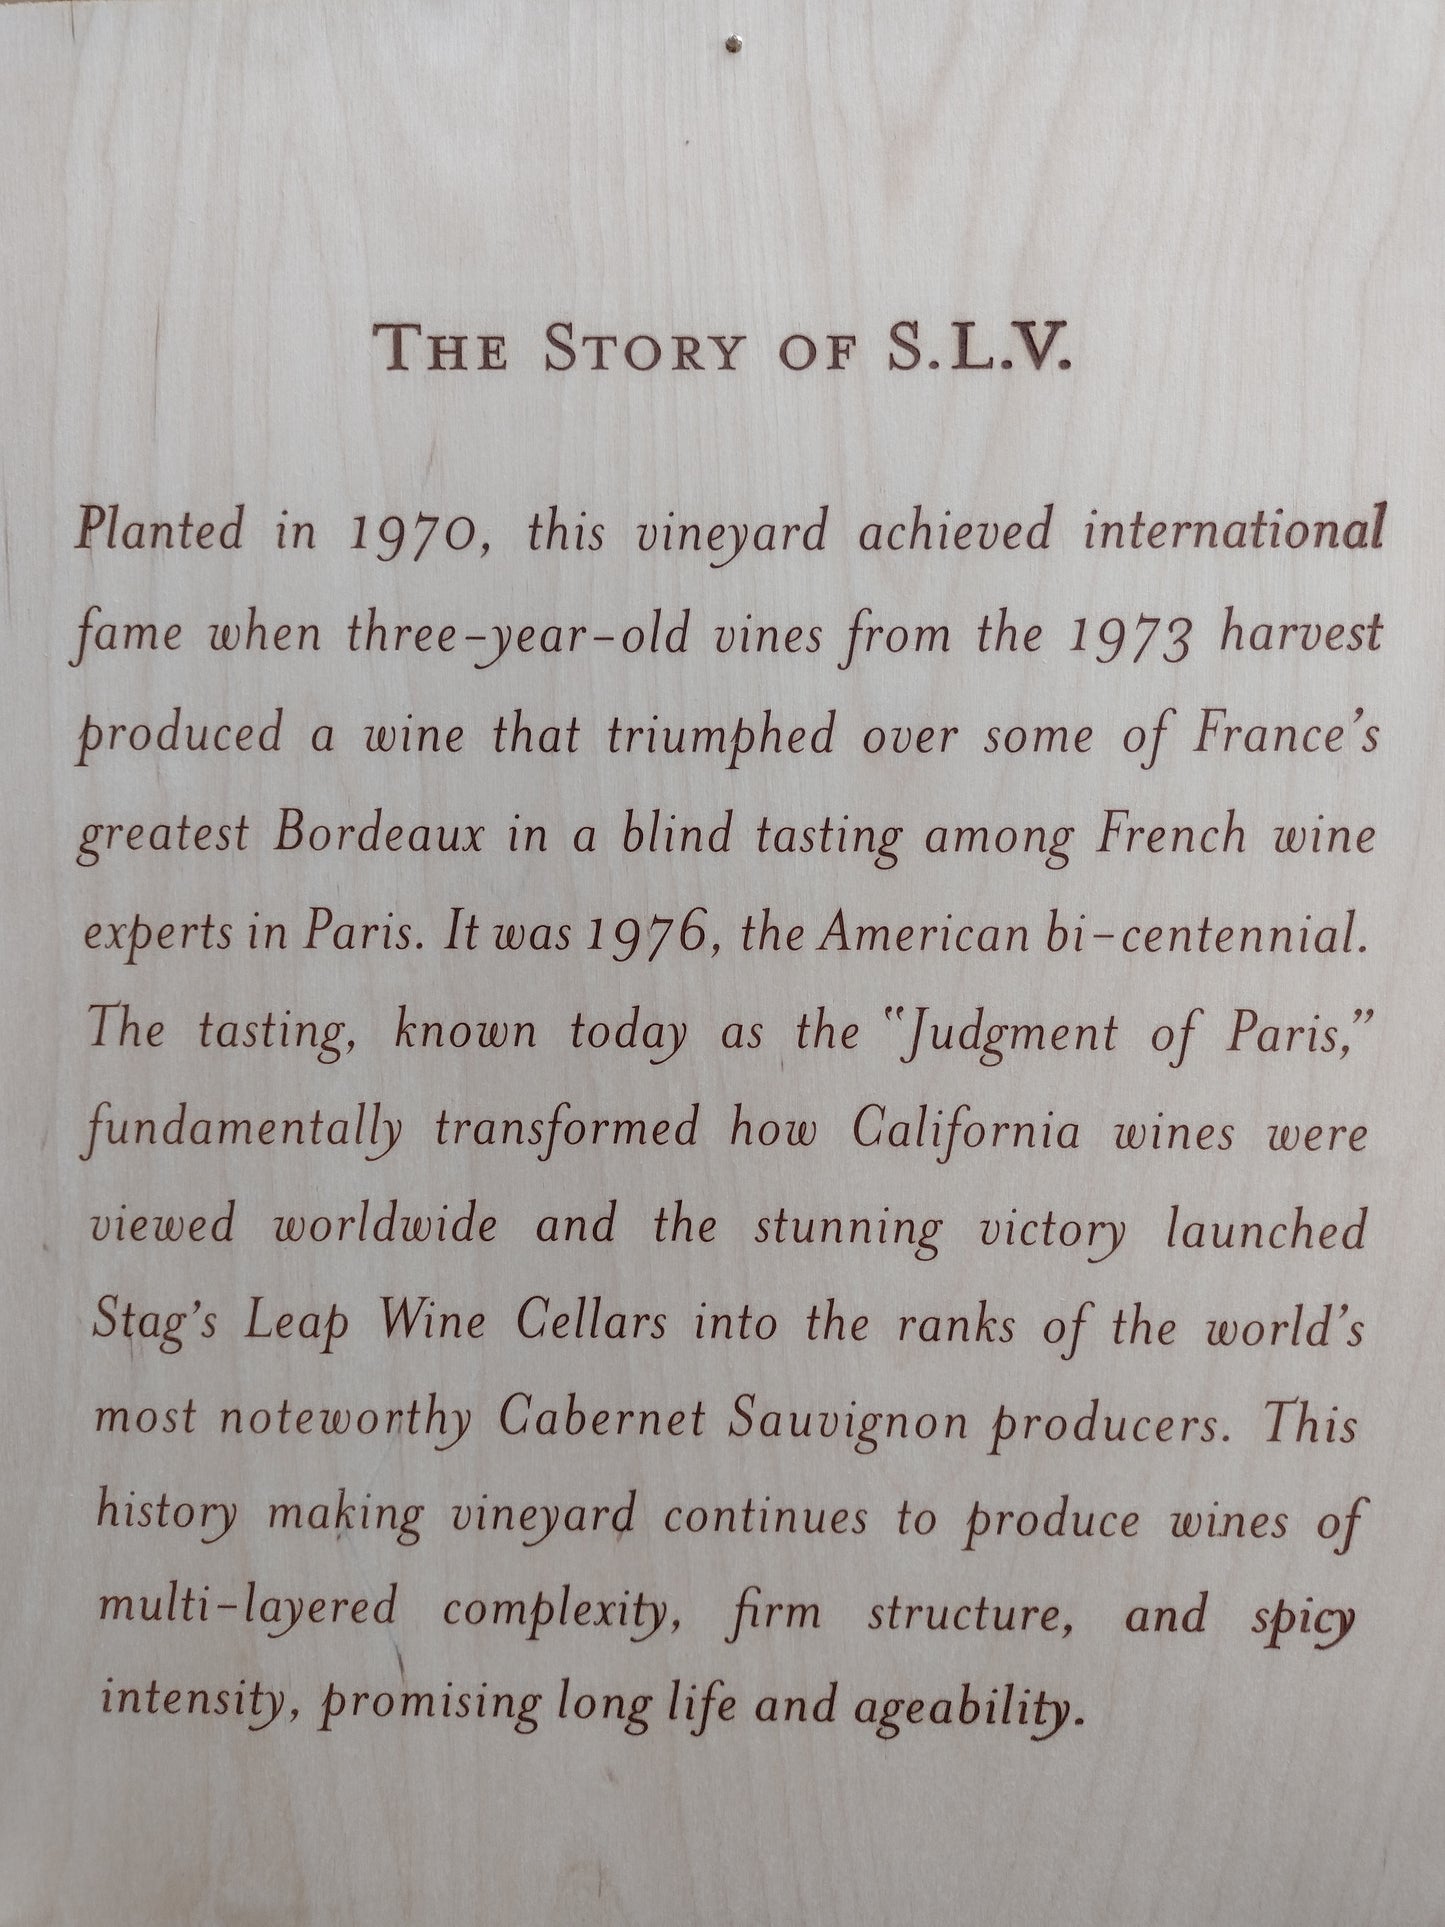 The Story of S.L.V.
Planted in 1970, this vineyard achieved international
fame when three-year-old vines from the 1973 harvest
produced a wine that triumphed over some of France's
greatest Bordeaux in a blind tasting among French wine
experts in Paris. It was 1976, the American bi-centennial.
The tasting, known today as the "Judgment of Paris,"
fundamentally transformed how California wines were
viewed worldwide and the stunning victory launched
Stag's Leap Wine Cellars into the ranks of the world's
most noteworthy Cabernet Sauvignon producers. This
history making vineyard continues to produce wines of
multi-layered complexity, firm structure, and spicy
intensity, promising long life and ageability.